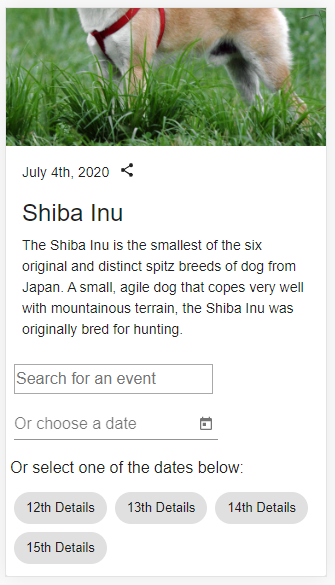 July 4th, 2020
Shiba Inu
The Shiba Inu is the smallest of the six
original and distinct spitz breeds of dog from
Japan. A small, agile dog that copes very well
with mountainous terrain, the Shiba Inu was
originally bred for hunting.
Search for an event
Or choose a date
Or select one of the dates below:
12th Details 13th Details 14th Details
15th Details